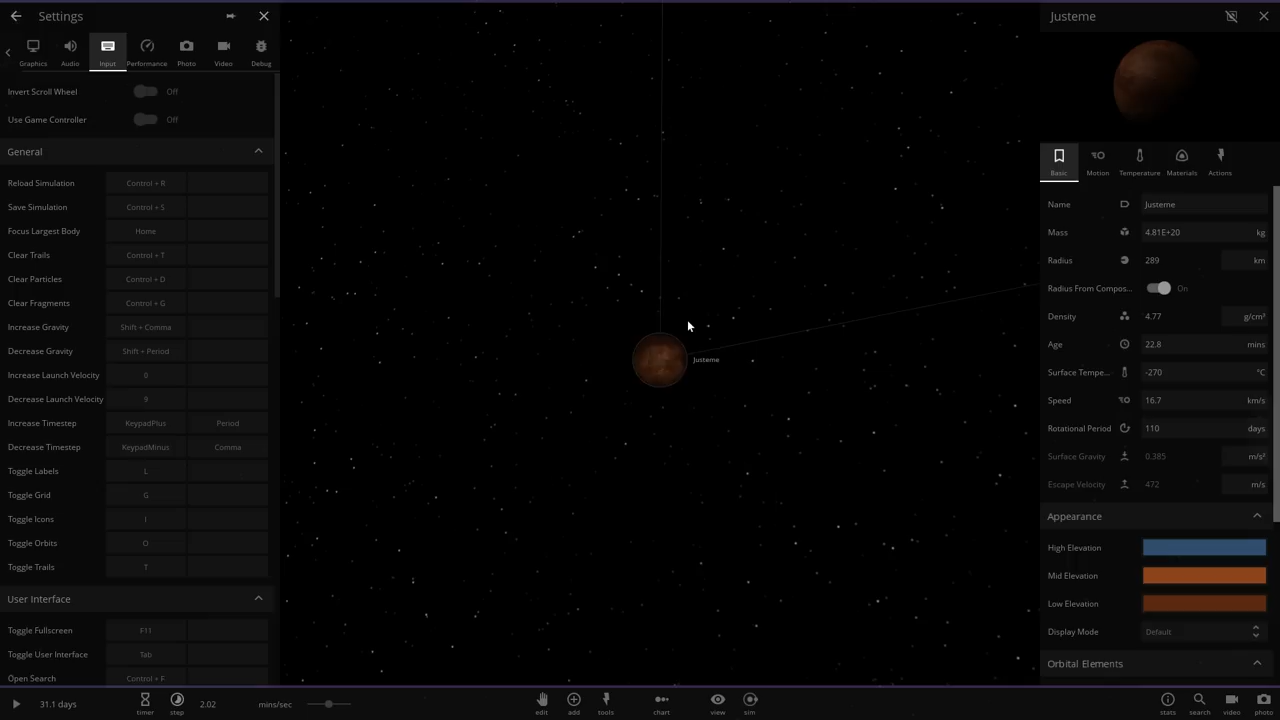 Settings
Graphics Audio Input Performance Photo Video Debug
Invert Scroll Wheel Off
Use Game Controller Off
General
Reload Simulation Control + R
Save Simulation Control + S
Focus Largest Body Home
Clear Trails Control + T
Clear Particles Control + D
Clear Fragments Control + G
Increase Gravity Shift + Comma
Decrease Gravity Shift + Period
Increase Launch Velocity 0
Decrease Launch Velocity 9
Increase Timestep KeypadPlus Period
Decrease Timestep KeypadMinus Comma
Toggle Labels L
Toggle Grid G
Toggle Icons I
Toggle Orbits O
Toggle Trails T
User Interface
Toggle Fullscreen F11
Toggle User Interface Tab
Open Search Control + F
Justeme
Justeme
Basic Motion Temperature Materials Actions
Name Justeme
Mass 4.81E+20 kg
Radius 289 km
Radius From Compos... On
Density 4.77 g/cm³
Age 22.8 mins
Surface Tempe... -270 °C
Speed 16.7 km/s
Rotational Period 110 days
Surface Gravity 0.385 m/s²
Escape Velocity 472 m/s
Appearance
High Elevation
Mid Elevation
Low Elevation
Display Mode Default
Orbital Elements
31.1 days timer step 2.02 mins/sec edit add tools chart view sim stats search video photo